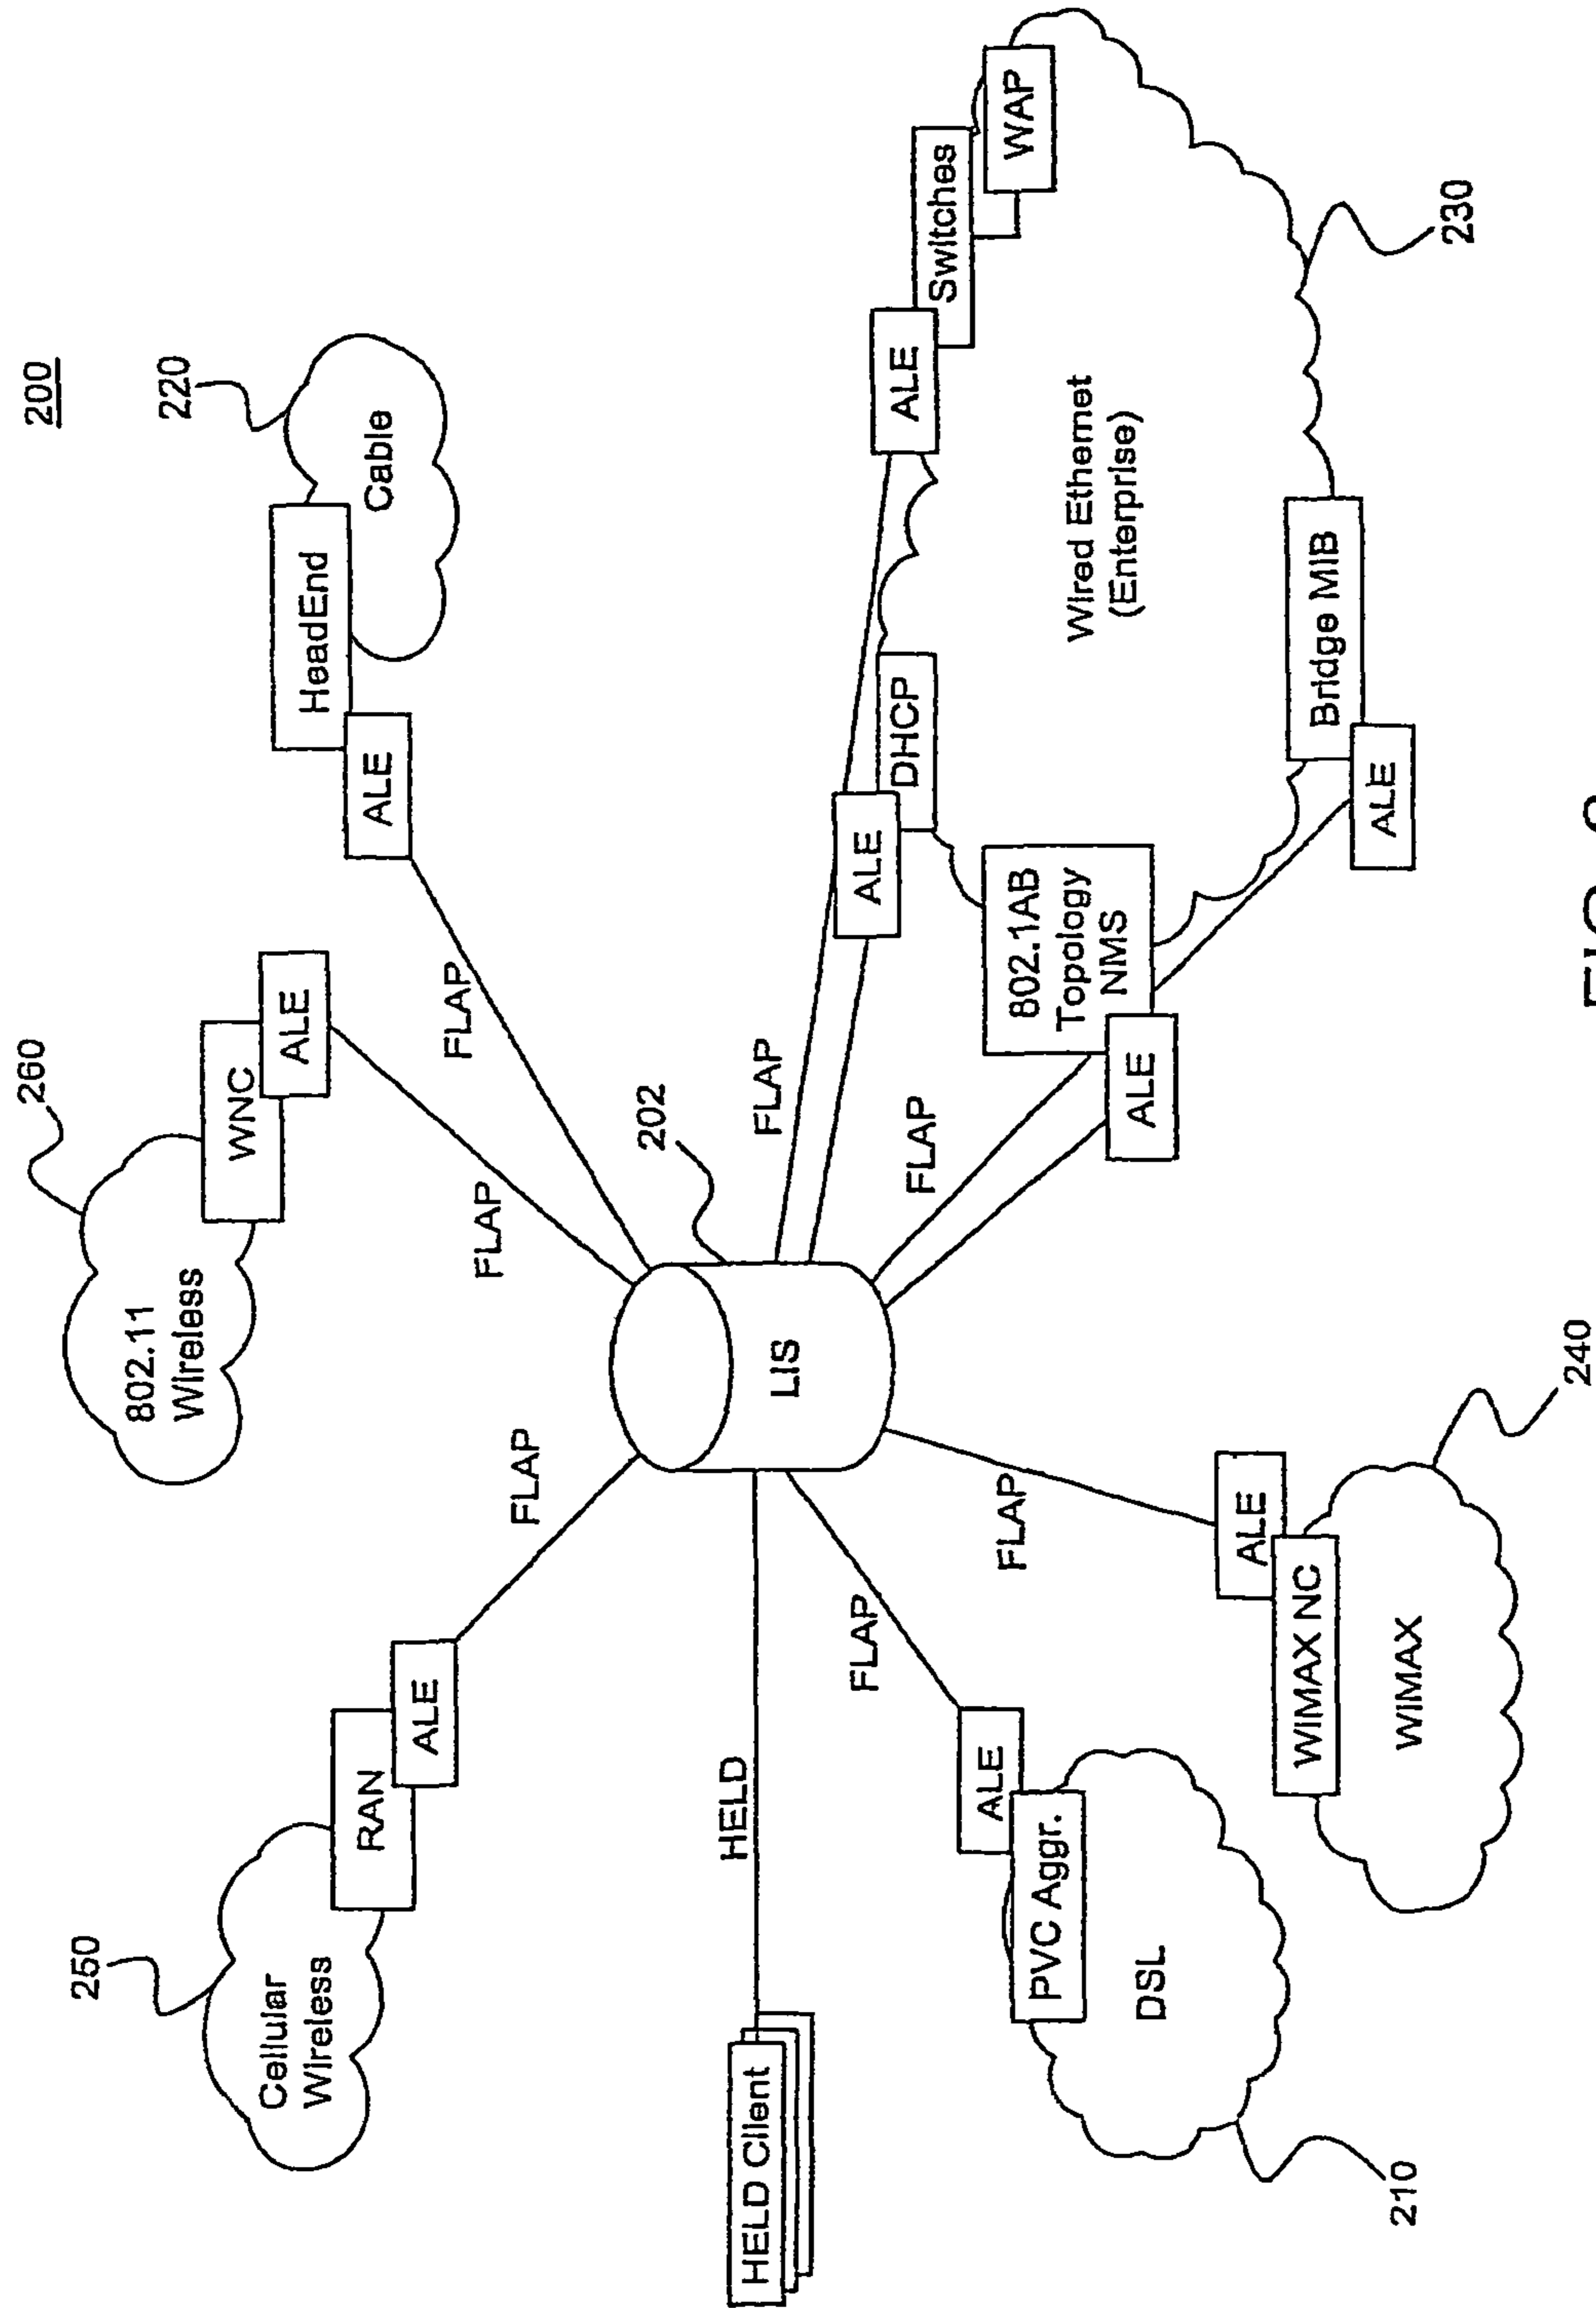 200
260
220
250
802.11
Wireless
WNC
ALE
Cellular
Wireless
RAN
ALE
HeadEnd
Cable
ALE
FLAP
FLAP
FLAP
202
HELD Client
HELD
LIS
FLAP
FLAP
FLAP
FLAP
ALE
DHCP
ALE
Switches
WAP
ALE
PVC Aggr.
DSL
802.1AB
Topology
NMS
ALE
Wired Ethernet
(Enterprise)
ALE
WIMAX NC
WIMAX
Bridge MIB
ALE
210
240
230